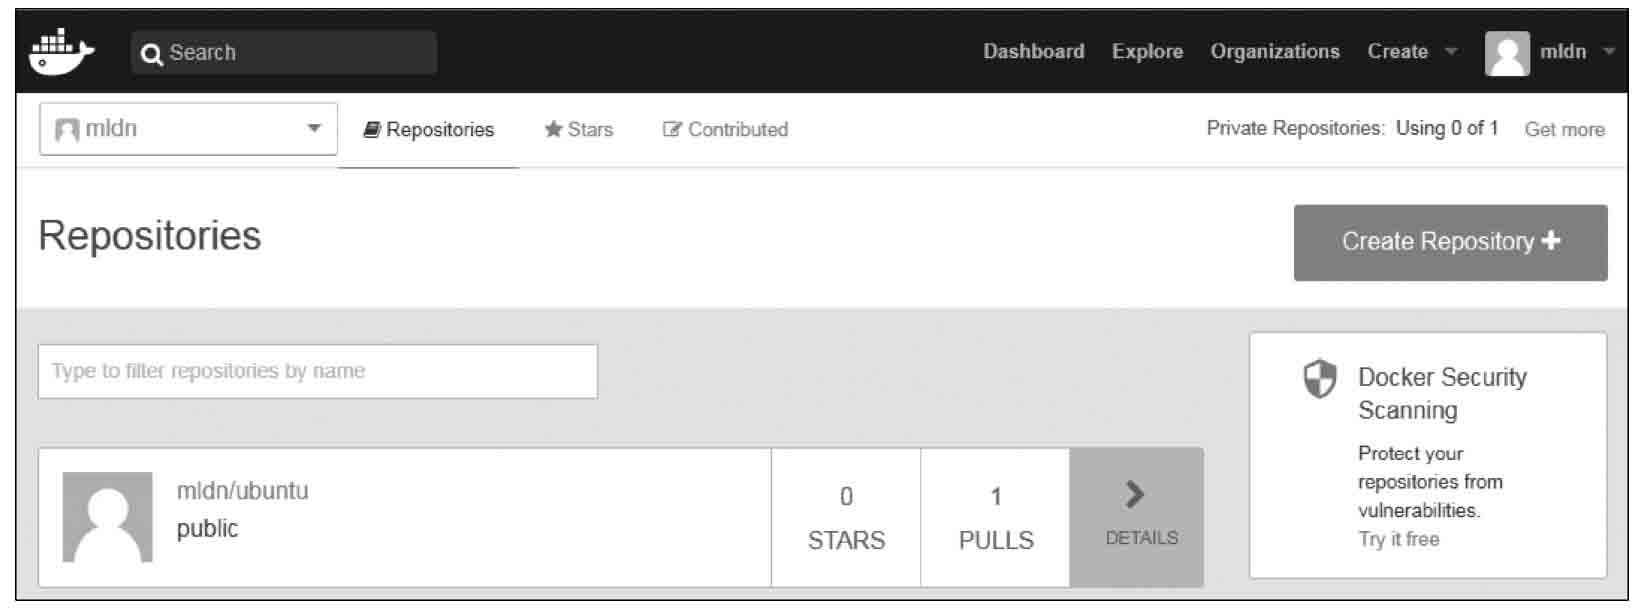 Search
Dashboard Explore Organizations Create mldn
mldn Repositories Stars Contributed Private Repositories: Using 0 of 1 Get more
Repositories
Create Repository
Type to filter repositories by name
Docker Security
Scanning
Protect your
repositories from
vulnerabilities.
Try it free
mldn/ubuntu
public
0
STARS
1
PULLS
DETAILS